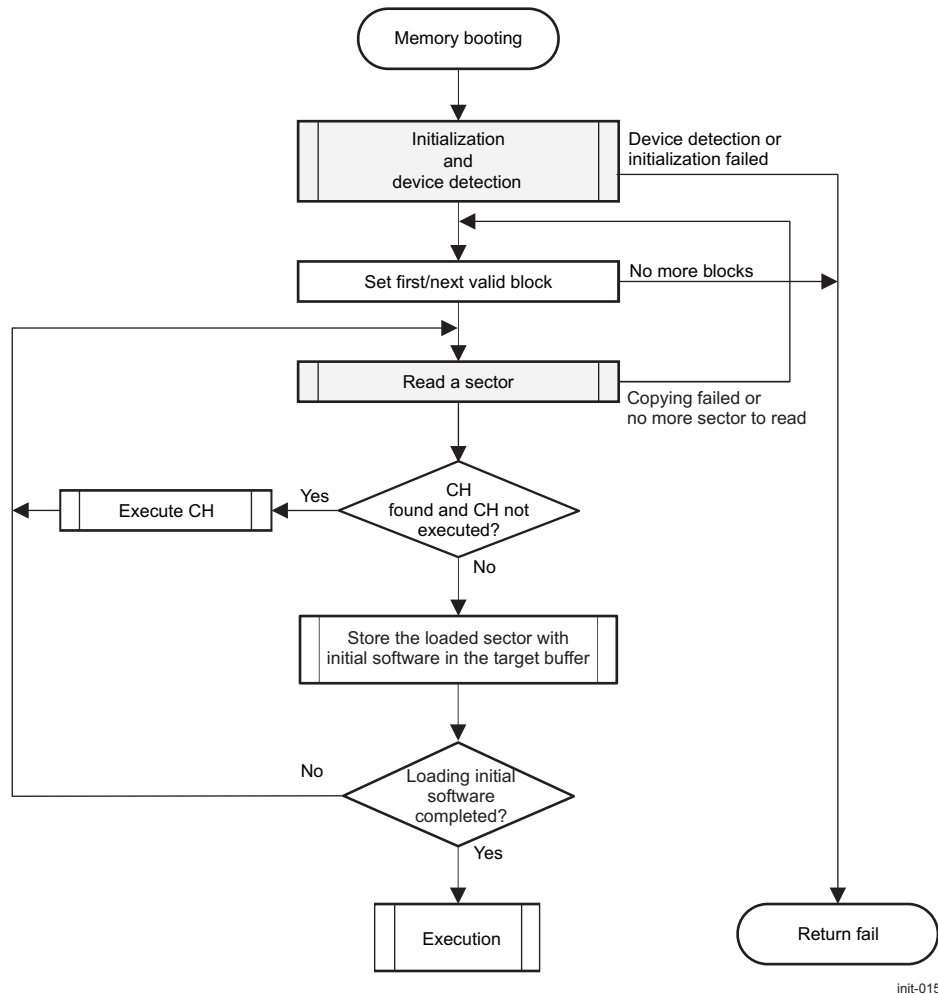 Memory booting
Initialization
and
device detection
Device detection or
initialization failed
Set first/next valid block
No more blocks
Read a sector
Copying failed or
no more sector to read
CH
found and CH not
executed?
Yes
Execute CH
No
Store the loaded sector with
initial software in the target buffer
Loading initial
software
completed?
No
Yes
Execution
Return fail
init-015